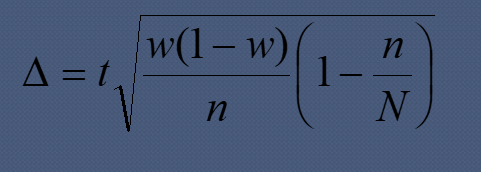 Δ = t√(w(1 − w)/n (1 − n/N))